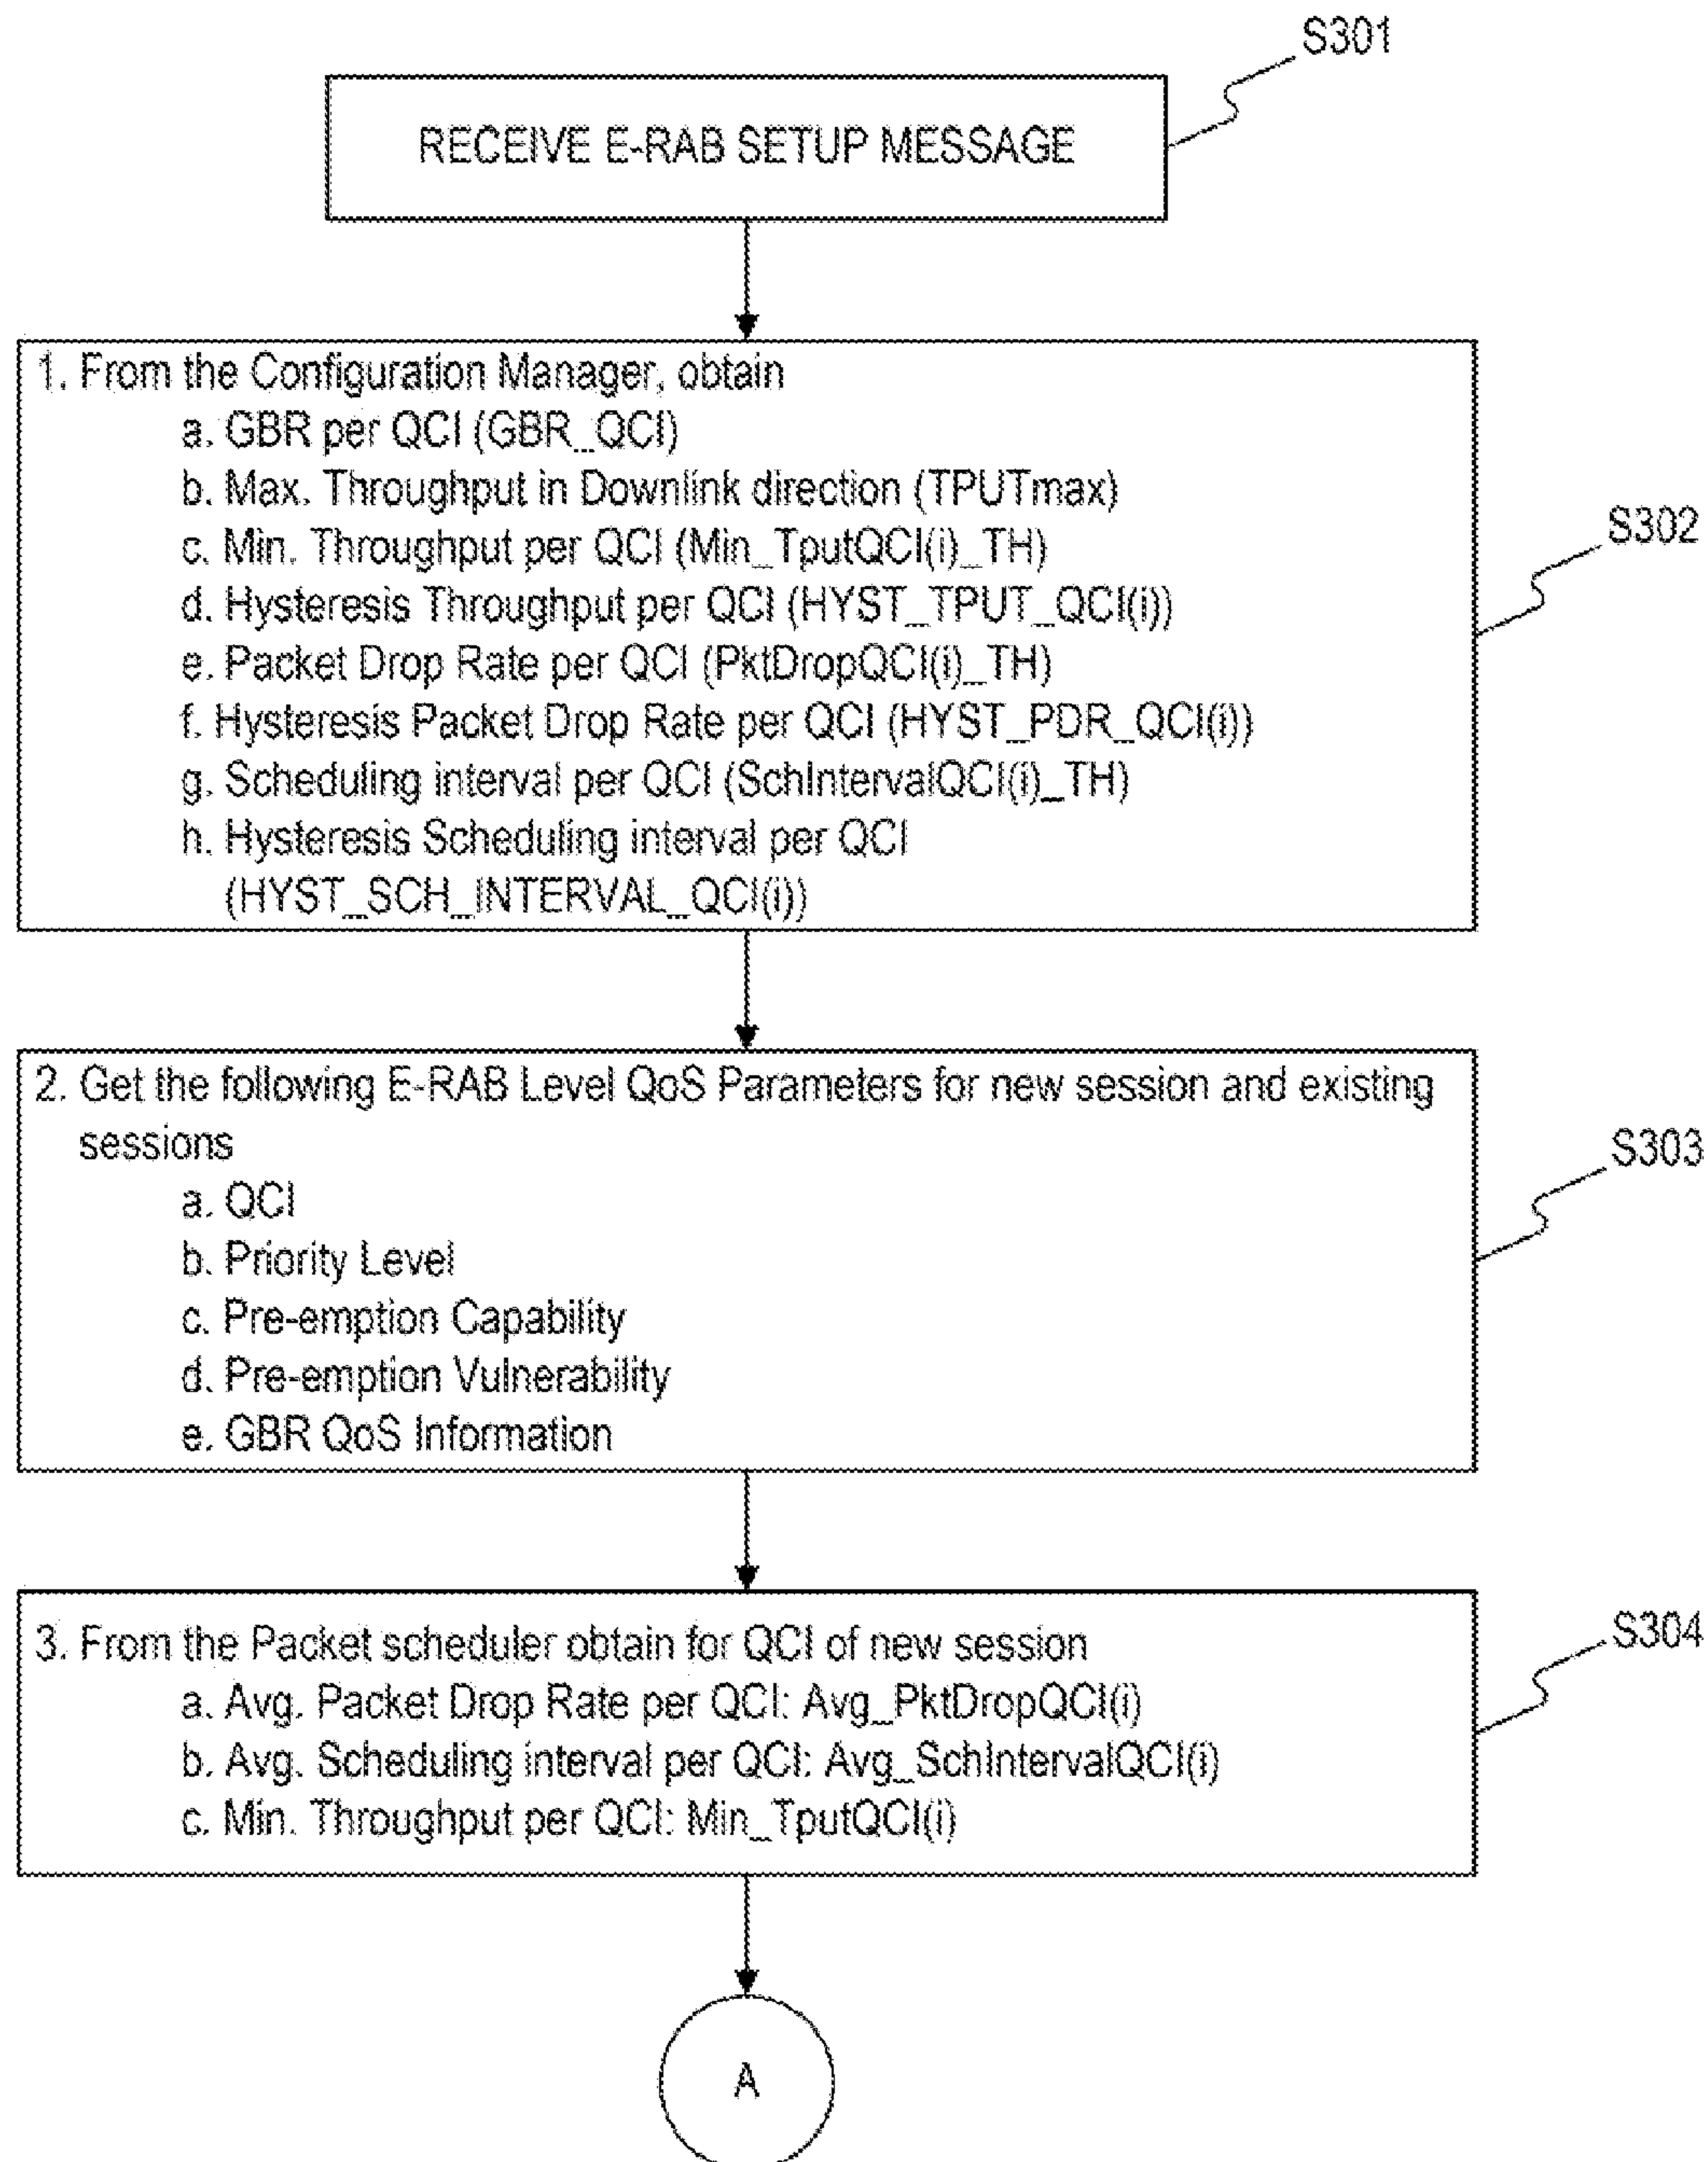 S301
RECEIVE E-RAB SETUP MESSAGE
1. From the Configuration Manager, obtain
a. GBR per QCI (GBR_QCI)
b. Max. Throughput in Downlink direction (TPUTmax)
c. Min. Throughput per QCI (Min_TputQCI(i)_TH)
d. Hysteresis Throughput per QCI (HYST_TPUT_QCI(i))
e. Packet Drop Rate per QCI (PktDropQCI(i)_TH)
f. Hysteresis Packet Drop Rate per QCI (HYST_PDR_QCI(i))
g. Scheduling interval per QCI (SchIntervalQCI(i)_TH)
h. Hysteresis Scheduling interval per QCI
(HYST_SCH_INTERVAL_QCI(i))
S302
2. Get the following E-RAB Level QoS Parameters for new session and existing
sessions
a. QCI
b. Priority Level
c. Pre-emption Capability
d. Pre-emption Vulnerability
e. GBR QoS Information
S303
3. From the Packet scheduler obtain for QCI of new session
a. Avg. Packet Drop Rate per QCI: Avg_PktDropQCI(i)
b. Avg. Scheduling interval per QCI: Avg_SchIntervalQCI(i)
c. Min. Throughput per QCI: Min_TputQCI(i)
S304
A